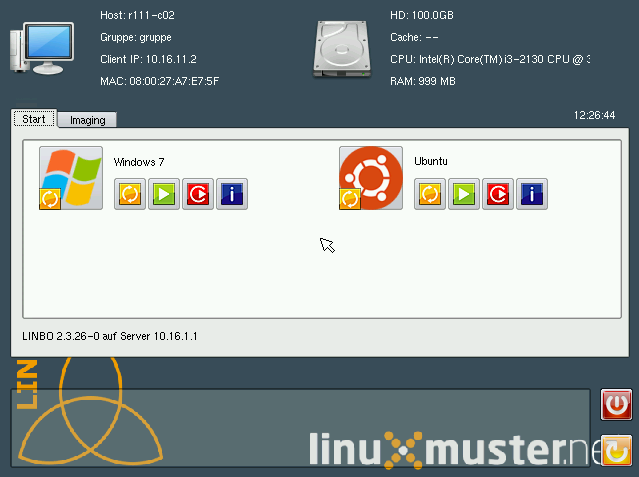 Host: r111-c02
HD: 100.0GB
Gruppe: gruppe
Cache: --
Client IP: 10.16.11.2
CPU: Intel(R) Core(TM) i3-2130 CPU @
MAC: 08:00:27:A7:E7:5F
RAM: 999 MB
Start
Imaging
12:26:44
Windows 7
Ubuntu
LINBO 2.3.26-0 auf Server 10.16.1.1
LIN
linuxmuster.ne